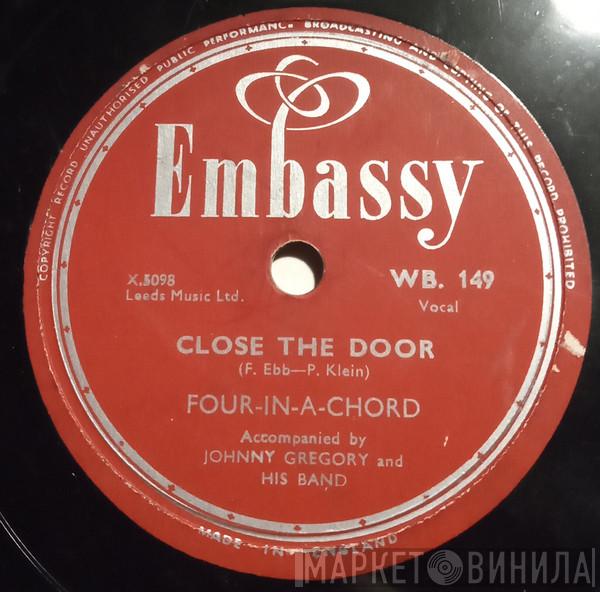 COPYRIGHT RECORD UNAUTHORISED PUBLIC PERFORMANCE BROADCASTING AND COPYING OF THIS RECORD PROHIBITED
Embassy
X.5098
Leeds Music Ltd.
WB. 149
Vocal
CLOSE THE DOOR
(F. Ebb—P. Klein)
FOUR-IN-A-CHORD
Accompanied by
JOHNNY GREGORY and
HIS BAND
MADE-IN-ENGLAND
МАРКЕТ ВИНИЛА